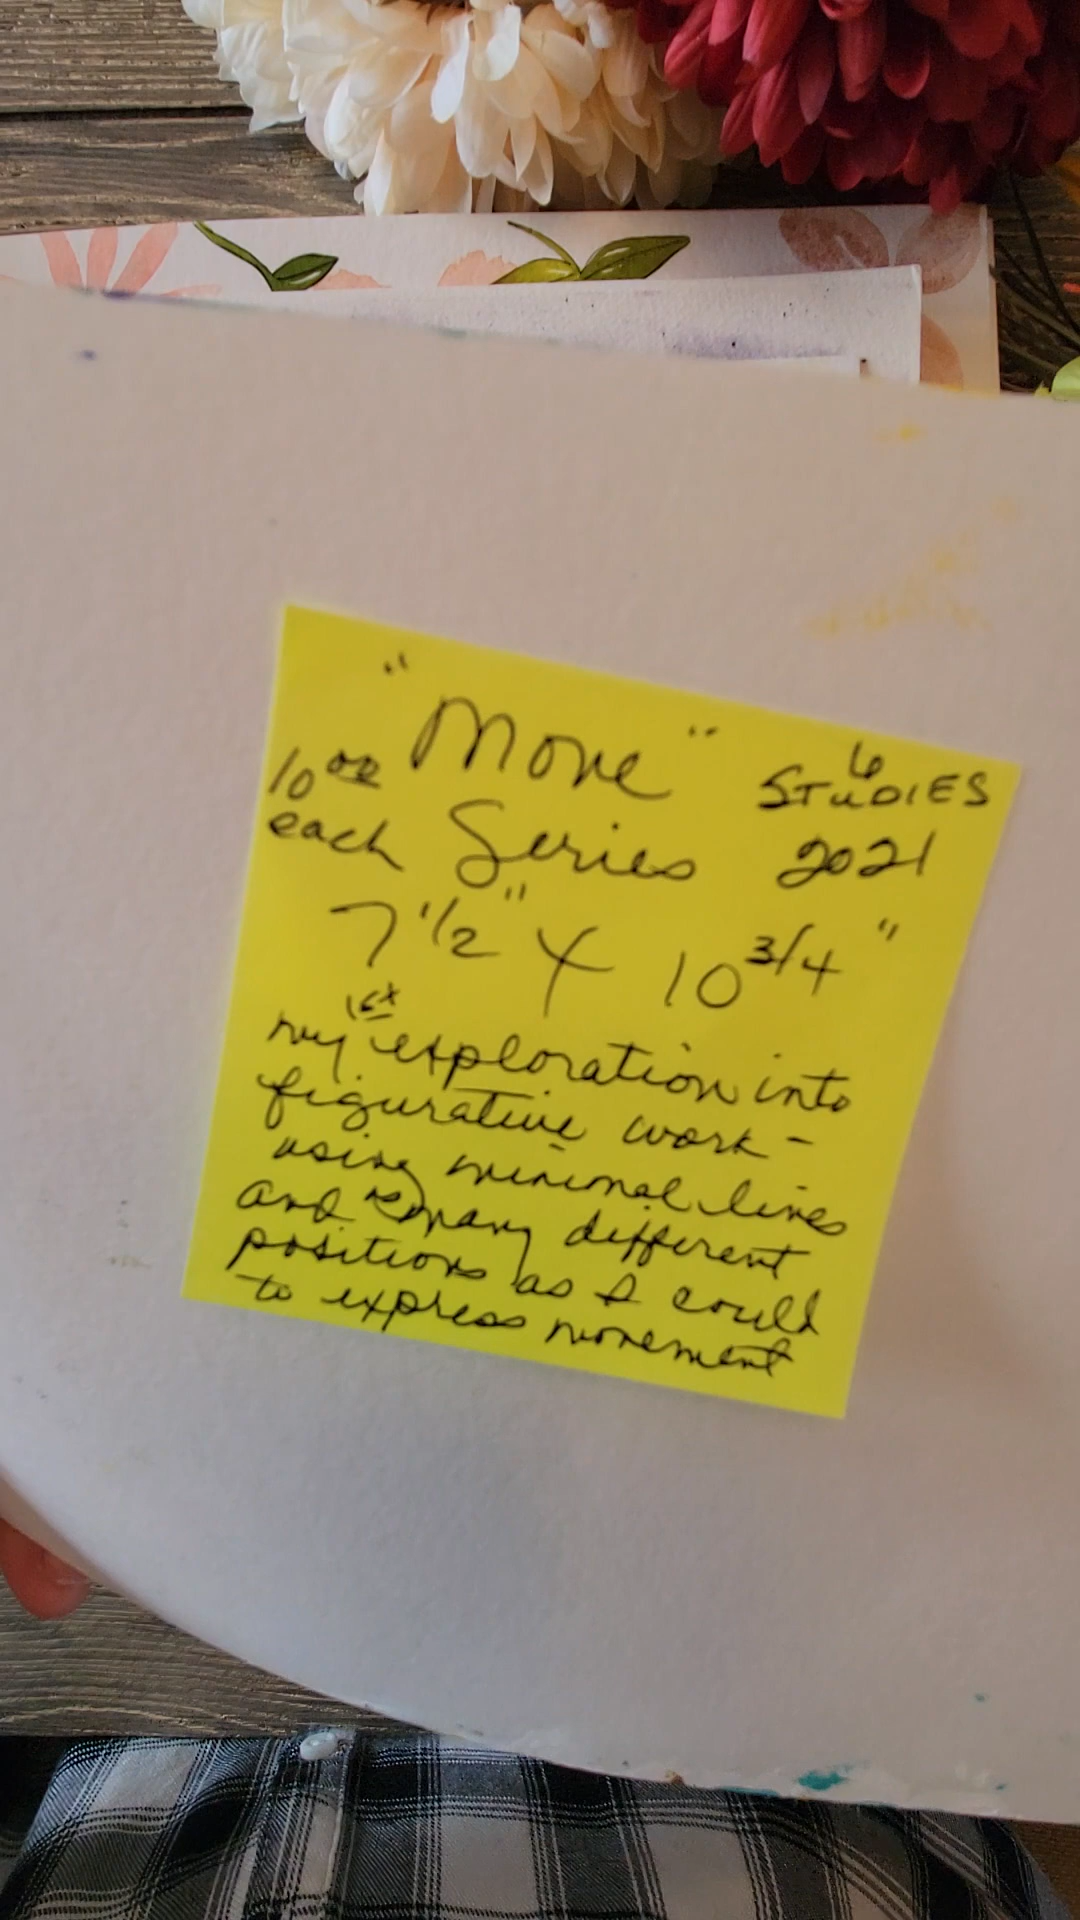 "Move" 6
10 00 STUDIES
each Series 2021
7 1/2" X 10 3/4"
my 1st exploration into
figurative work -
using minimal lines
and as many different
positions as I could
to express movement